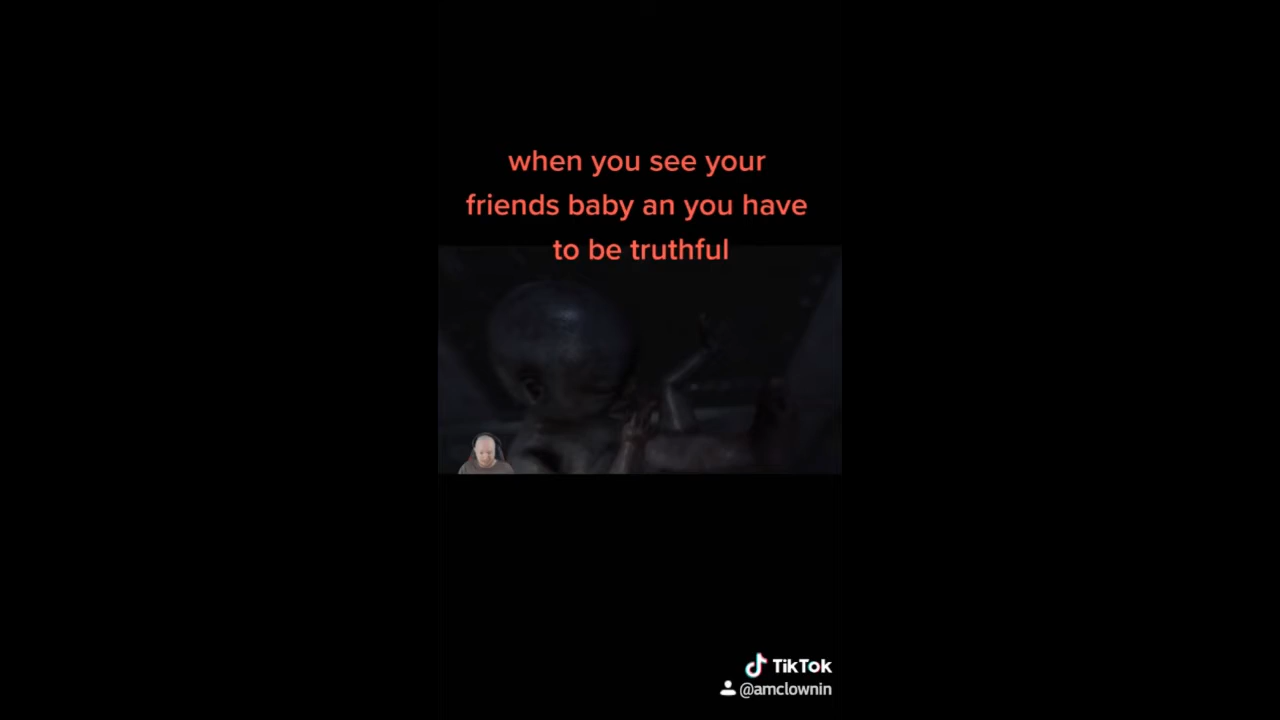 when you see your
friends baby an you have
to be truthful
TikTok
@amclownin